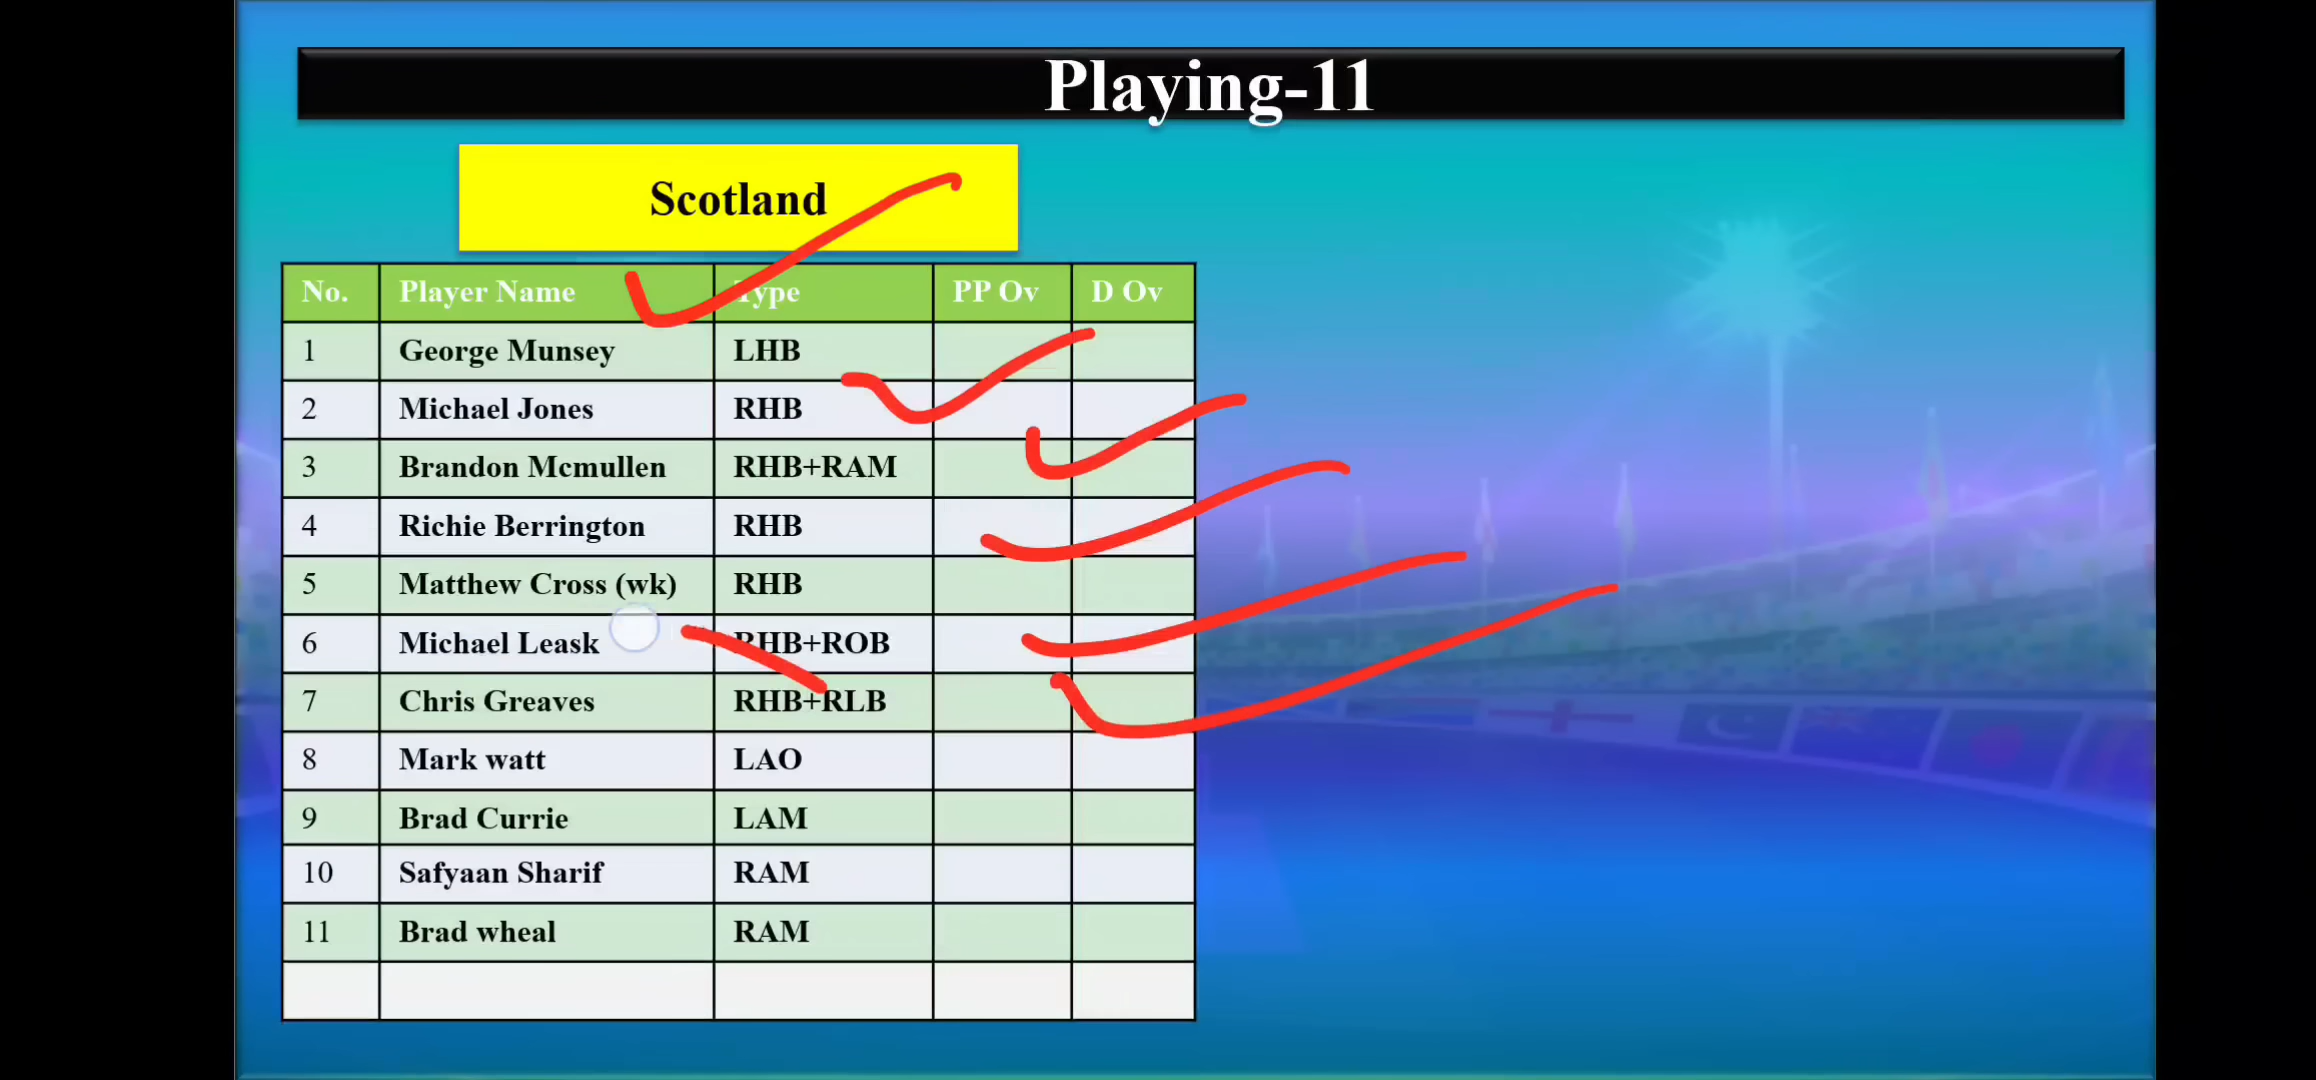 Playing-11
Scotland
No. Player Name Type PP Ov D Ov
1 George Munsey LHB
2 Michael Jones RHB
3 Brandon Mcmullen RHB+RAM
4 Richie Berrington RHB
5 Matthew Cross (wk) RHB
6 Michael Leask RHB+ROB
7 Chris Greaves RHB+RLB
8 Mark watt LAO
9 Brad Currie LAM
10 Safyaan Sharif RAM
11 Brad wheal RAM